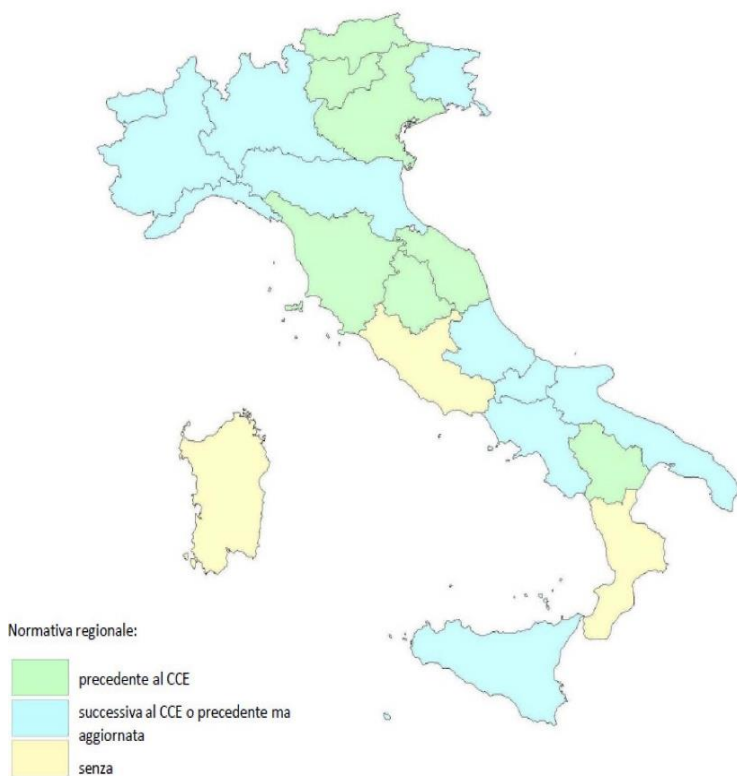 Normativa regionale:
precedente al CCE
successiva al CCE o precedente ma
aggiornata
senza